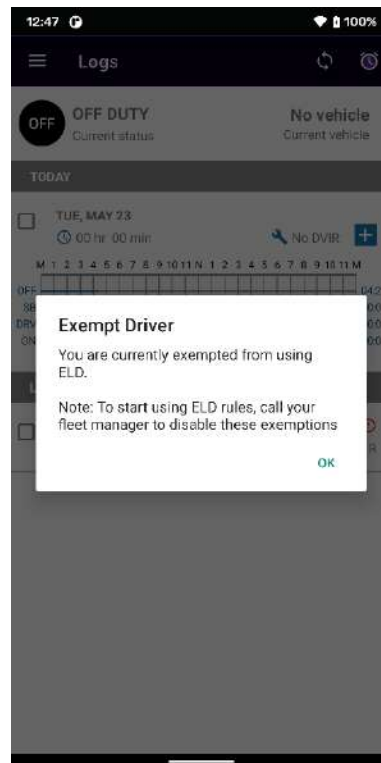 12:47 100%
Logs
OFF OFF DUTY No vehicle
Current status Current vehicle
TODAY
TUE, MAY 23
00 hr 00 min No DVIR
M 1 2 3 4 5 6 7 8 9 10 11 N 1 2 3 4 5 6 7 8 9 10 11 M
OFF
SB
DRV
ON
Exempt Driver
You are currently exempted from using
ELD.
Note: To start using ELD rules, call your
fleet manager to disable these exemptions
OK